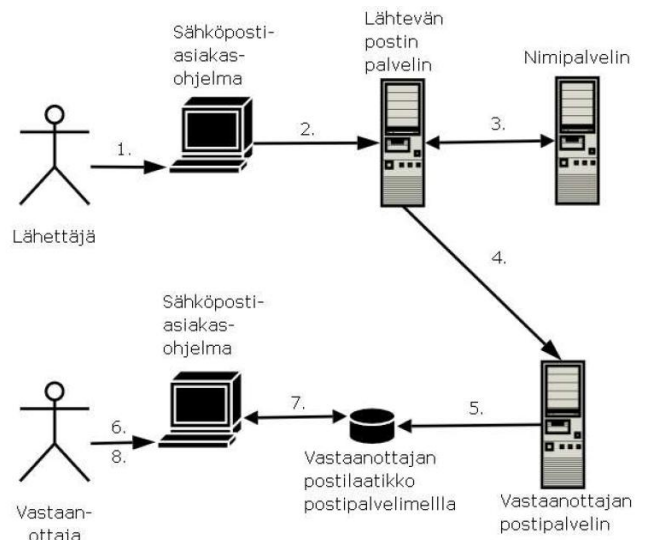 Sähköposti-
asiakas-
ohjelma
Lähtevän
postin
palvelin
Nimipalvelin
1.
2.
3.
Lähettäjä
4.
Sähköposti-
asiakas-
ohjelma
6.
8.
7.
5.
Vastaan-
ottaja
Vastaanottajan
postilaatikko
postipalvelimellla
Vastaanottajan
postipalvelin